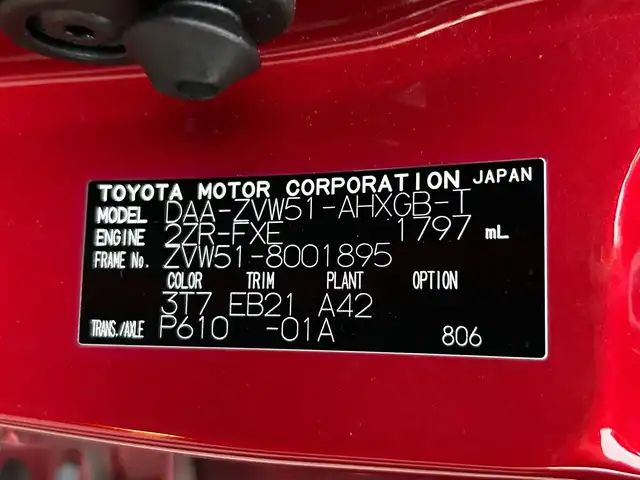 TOYOTA MOTOR CORPORATION JAPAN
MODEL DAA-ZVW51-AHXGB-T
ENGINE 2ZR-FXE 1797 mL
FRAME No. ZVW51-8001895
COLOR TRIM PLANT OPTION
3T7 EB21 A42
TRANS./AXLE P610 -01A 806